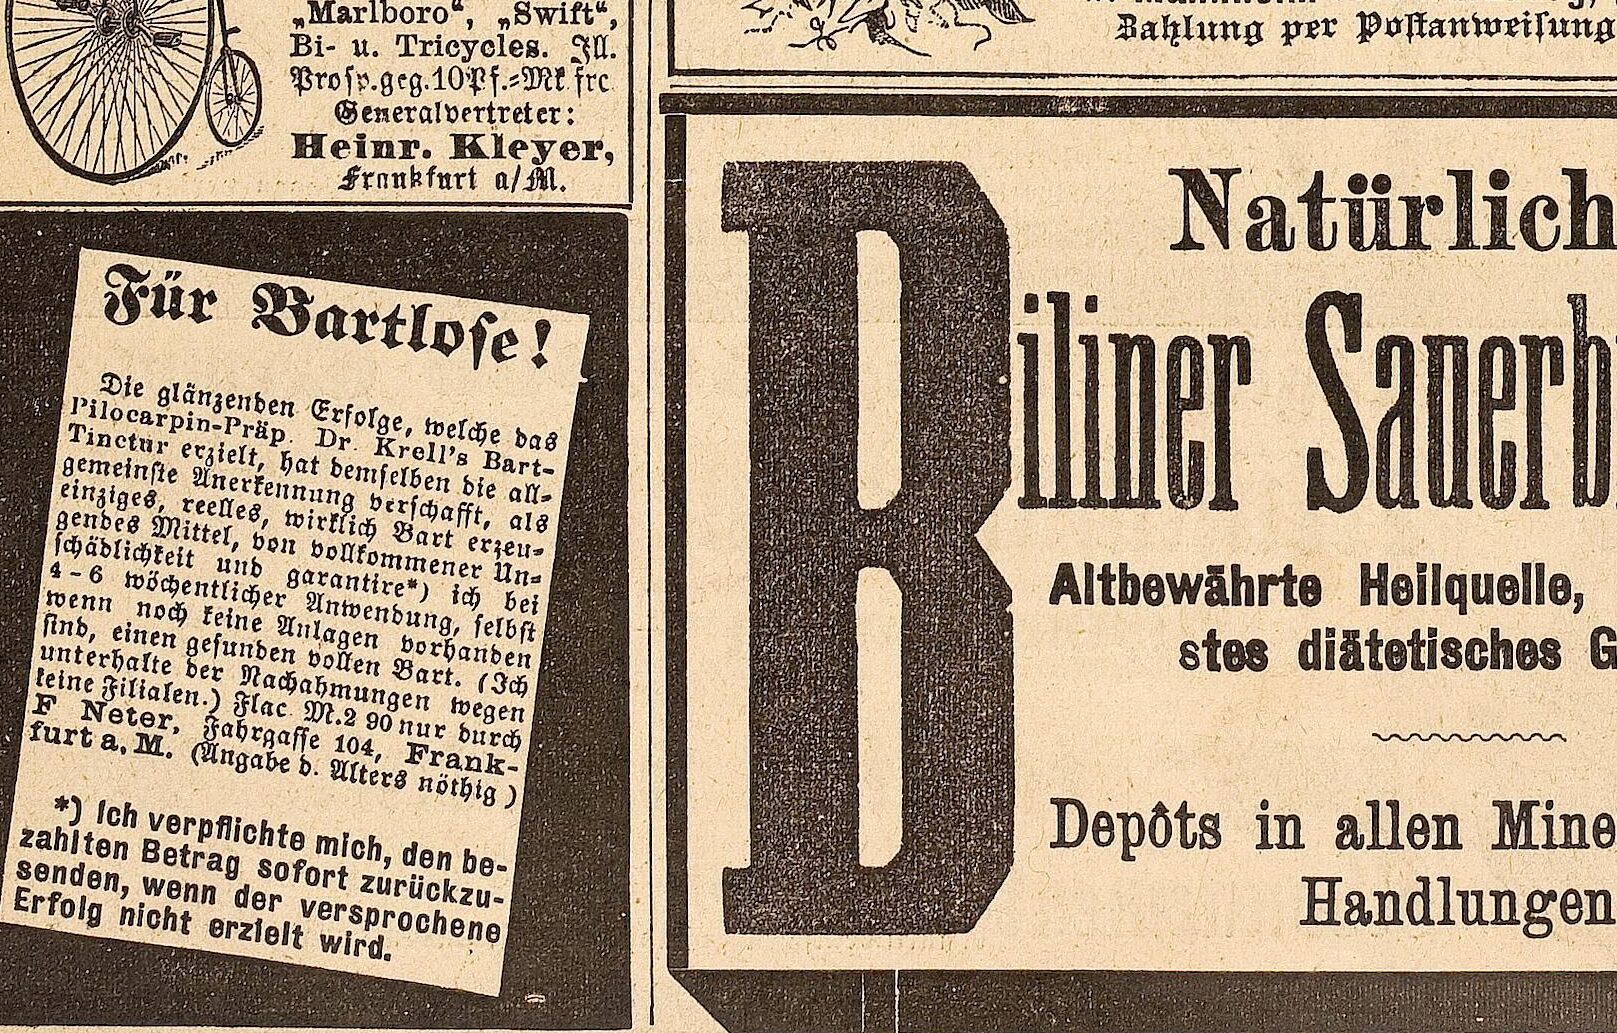 „Marlboro“, „Swift“,
Bi- u. Tricycles. Ill.
Prosp. geg. 10 Pf.-Mk frc
Generalvertreter:
Heinr. Kleyer,
Frankfurt a/M.
Für Bartlose!
Die glänzenden Erfolge, welche das
Pilocarpin-Präp. Dr. Krell's Bart-
Tinctur erzielt, hat demselben die all-
gemeinste Anerkennung verschafft, als
einziges, reelles, wirklich Bart erzeu-
gendes Mittel, von vollkommener Un-
schädlichkeit und garantire*) ich bei
4-6 wöchentlicher Anwendung, selbst
wenn noch keine Anlagen vorhanden
sind, einen gesunden vollen Bart. (Ich
unterhalte der Nachahmungen wegen
keine Filialen.) Flac. M. 2 90 nur durch
F Neter, Fahrgasse 104, Frank-
furt a. M. (Angabe d. Alters nöthig)
*) Ich verpflichte mich, den be-
zahlten Betrag sofort zurückzu-
senden, wenn der versprochene
Erfolg nicht erzielt wird.
Zahlung per Postanweisung
Natürlich
Biliner Sauerb
Altbewährte Heilquelle,
stes diätetisches G
Depôts in allen Mine
Handlungen